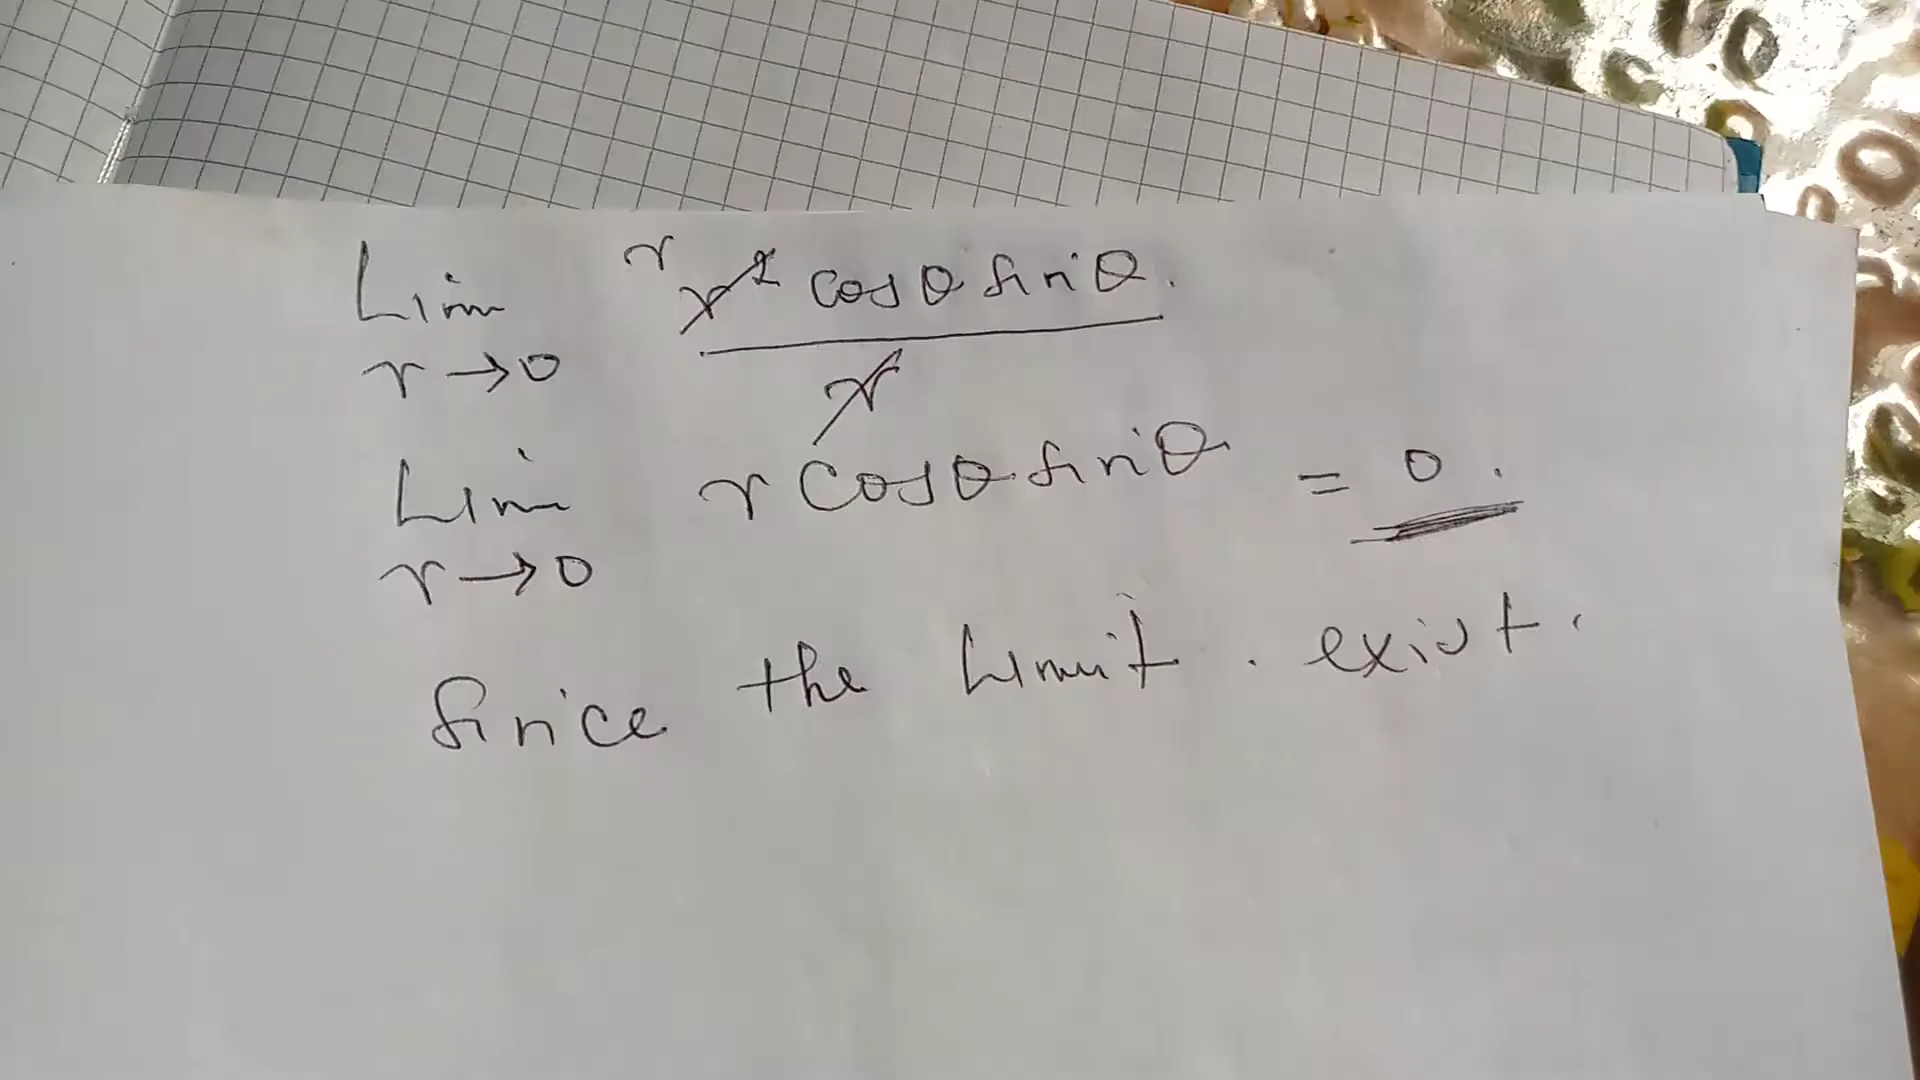 Lim r r² cosθ sinθ.
r→0 r
Lim r cosθ sinθ = 0.
r→0
Since the Limit. exist.